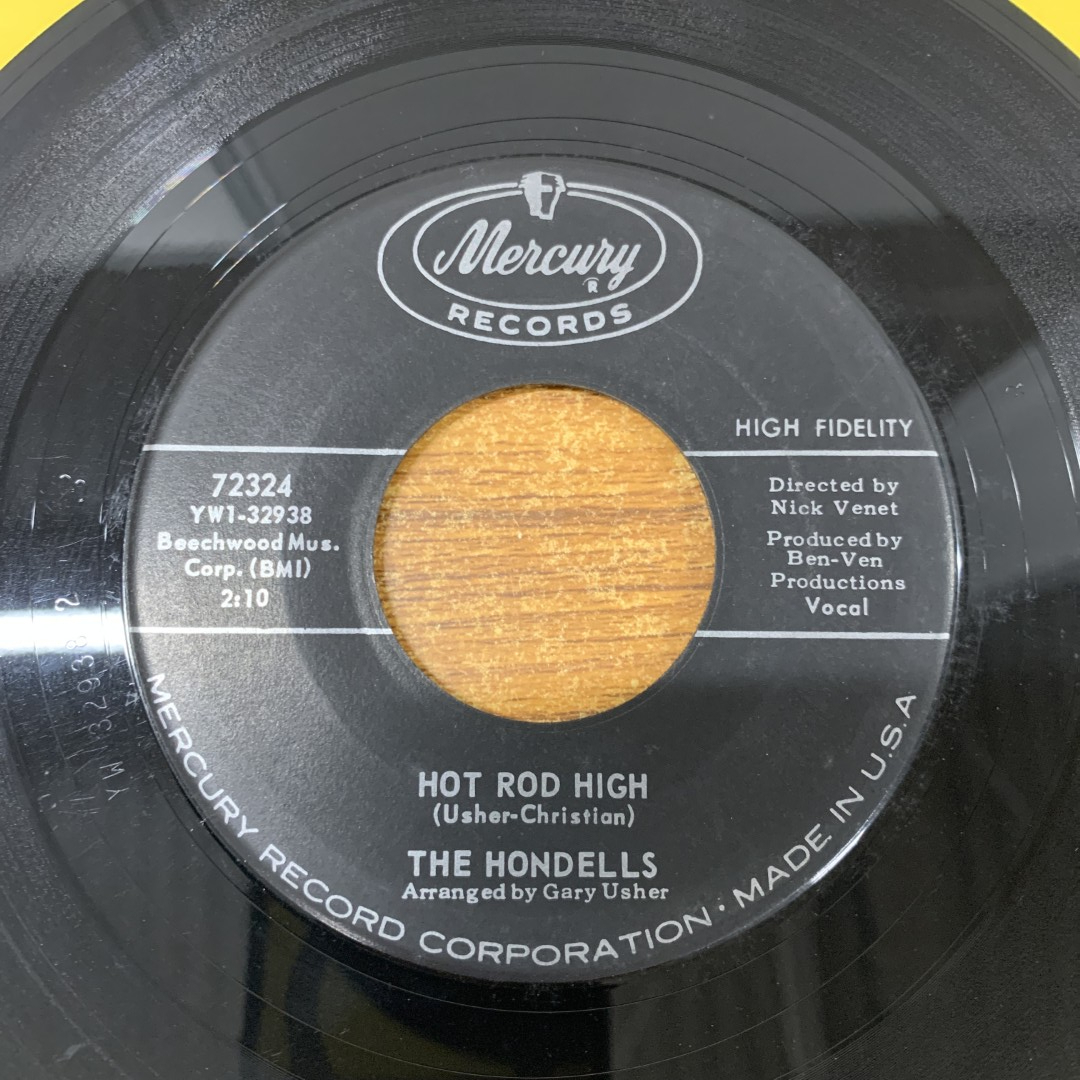 Mercury
R
RECORDS
HIGH FIDELITY
72324
YW1-32938
Beechwood Mus.
Corp. (BMI)
2:10
Directed by
Nick Venet
Produced by
Ben-Ven
Productions
Vocal
HOT ROD HIGH
(Usher-Christian)
THE HONDELLS
Arranged by Gary Usher
MERCURY RECORD CORPORATION • MADE IN U.S.A